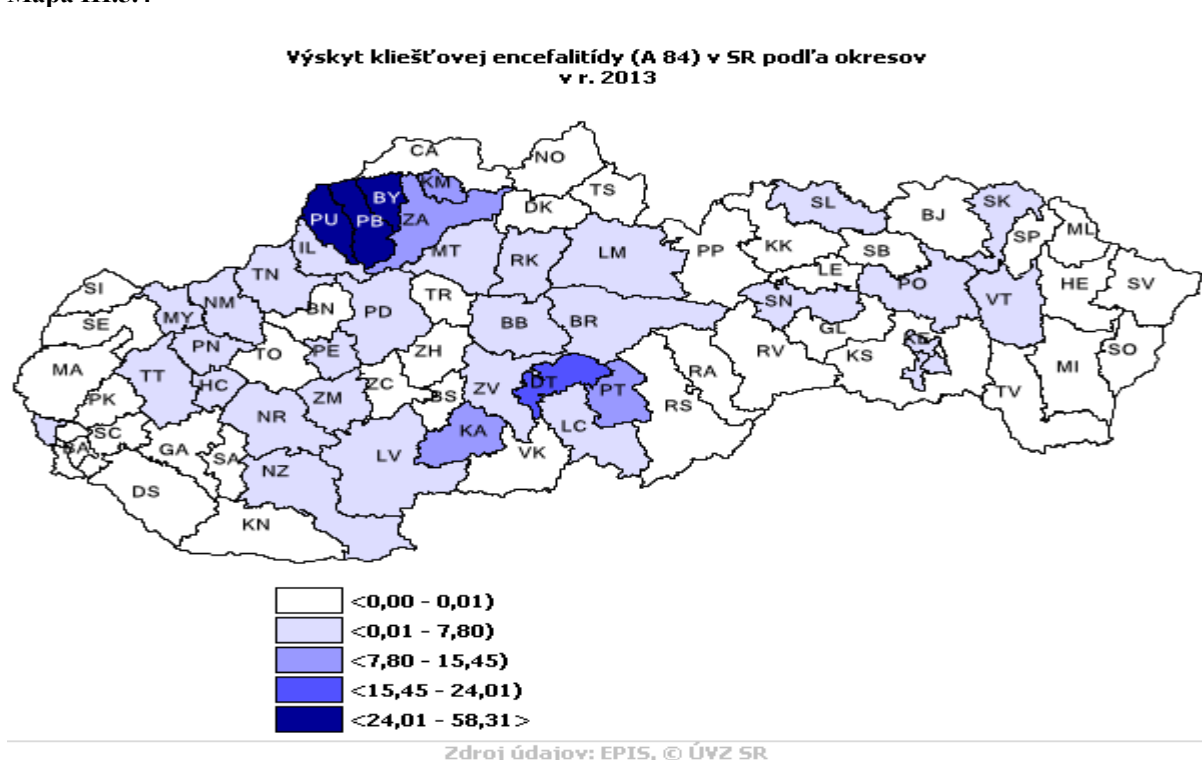 Výskyt kliešťovej encefalitídy (A 84) v SR podľa okresov
v r. 2013
CA
NO
TS
DK
KM
BY
PU
PB
ZA
IL
MT
RK
LM
PP
KK
SL
BJ
SK
SP
ML
SB
LE
PO
VT
HE
SV
SI
SE
MY
NM
TN
BN
PD
TR
BB
BR
SN
GL
KS
MA
TT
PN
TO
PE
ZH
ZV
DT
PT
RA
RV
MI
SO
TV
PK
HC
ZM
ZC
BS
KA
LC
RS
SC
GA
SA
NR
LV
VK
DS
NZ
KN
<0,00 - 0,01)
<0,01 - 7,80)
<7,80 - 15,45)
<15,45 - 24,01)
<24,01 - 58,31>
Zdroj údajov: EPIS, © ÚVZ SR